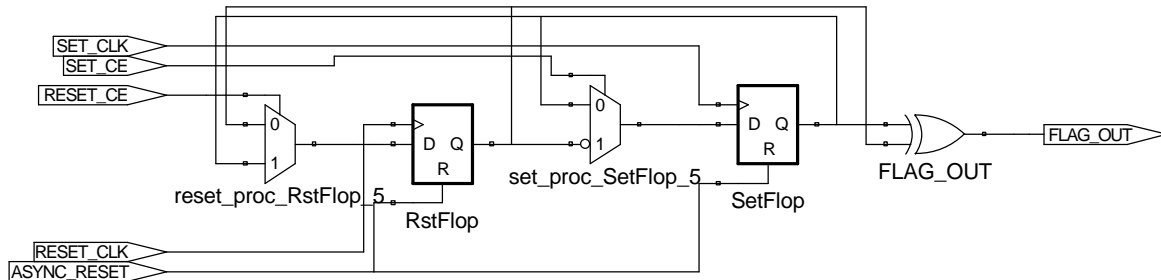 SET_CLK
SET_CE
RESET_CE
0
1
reset_proc_RstFlop_5
D Q
R
RstFlop
0
1
set_proc_SetFlop_5
D Q
R
SetFlop
FLAG_OUT
FLAG_OUT
RESET_CLK
ASYNC_RESET